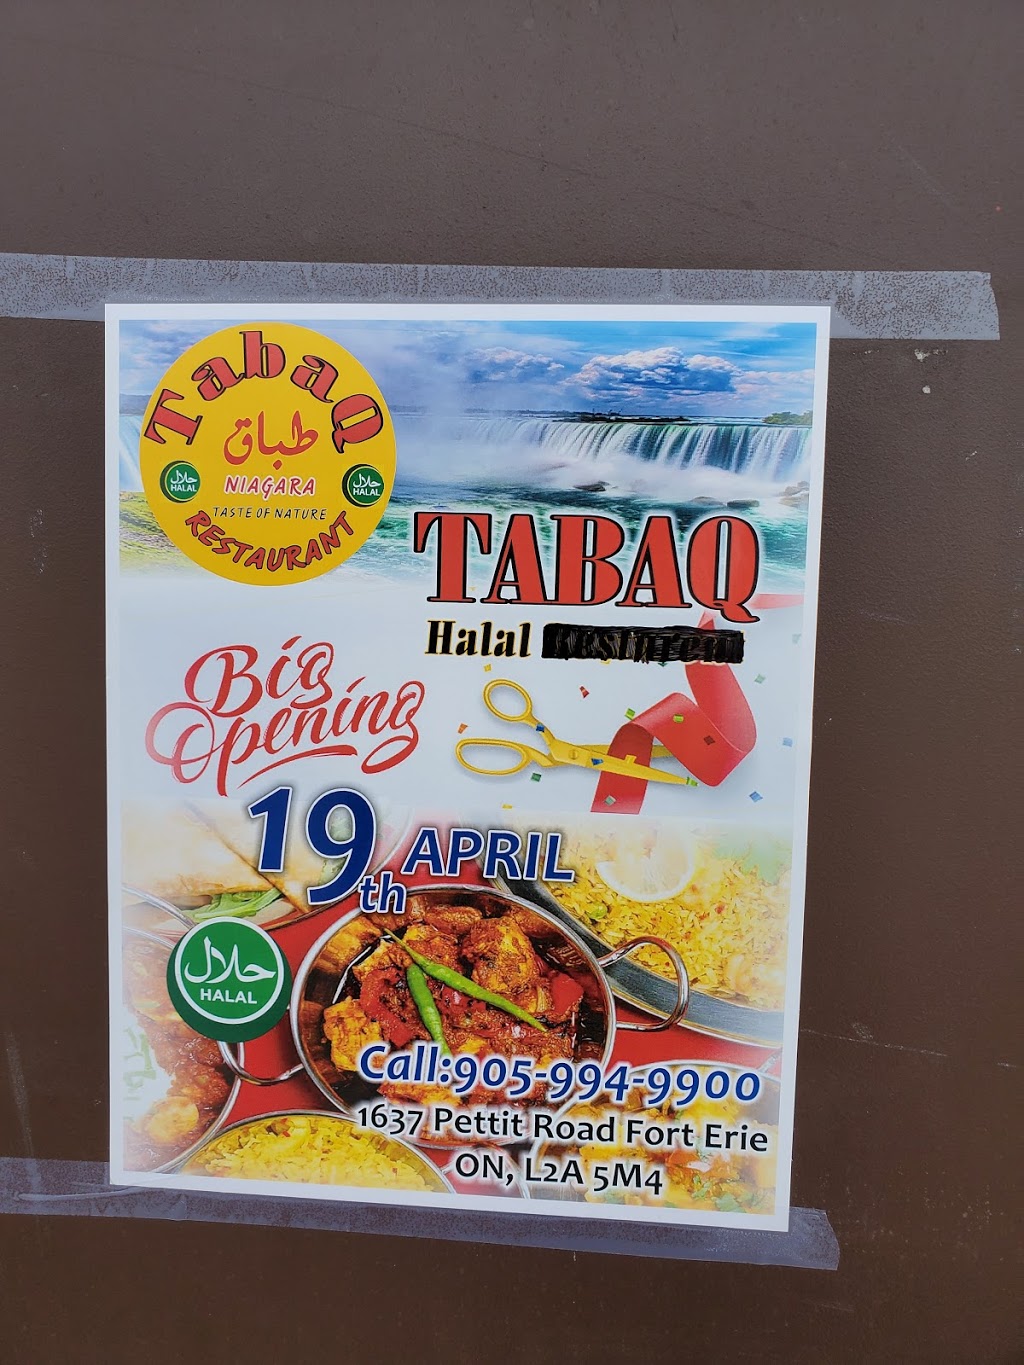 TabaQ
طباق
حلال
HALAL
حلال
HALAL
NIAGARA
TASTE OF NATURE
RESTAURANT
TABAQ
Halal
Big
Opening
19th APRIL
حلال
HALAL
Call:905-994-9900
1637 Pettit Road Fort Erie
ON, L2A 5M4